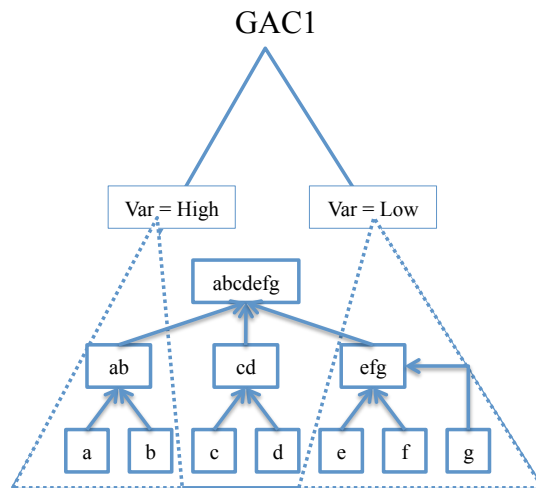 GAC1
Var = High
Var = Low
abcdefg
ab
cd
efg
a
b
c
d
e
f
g